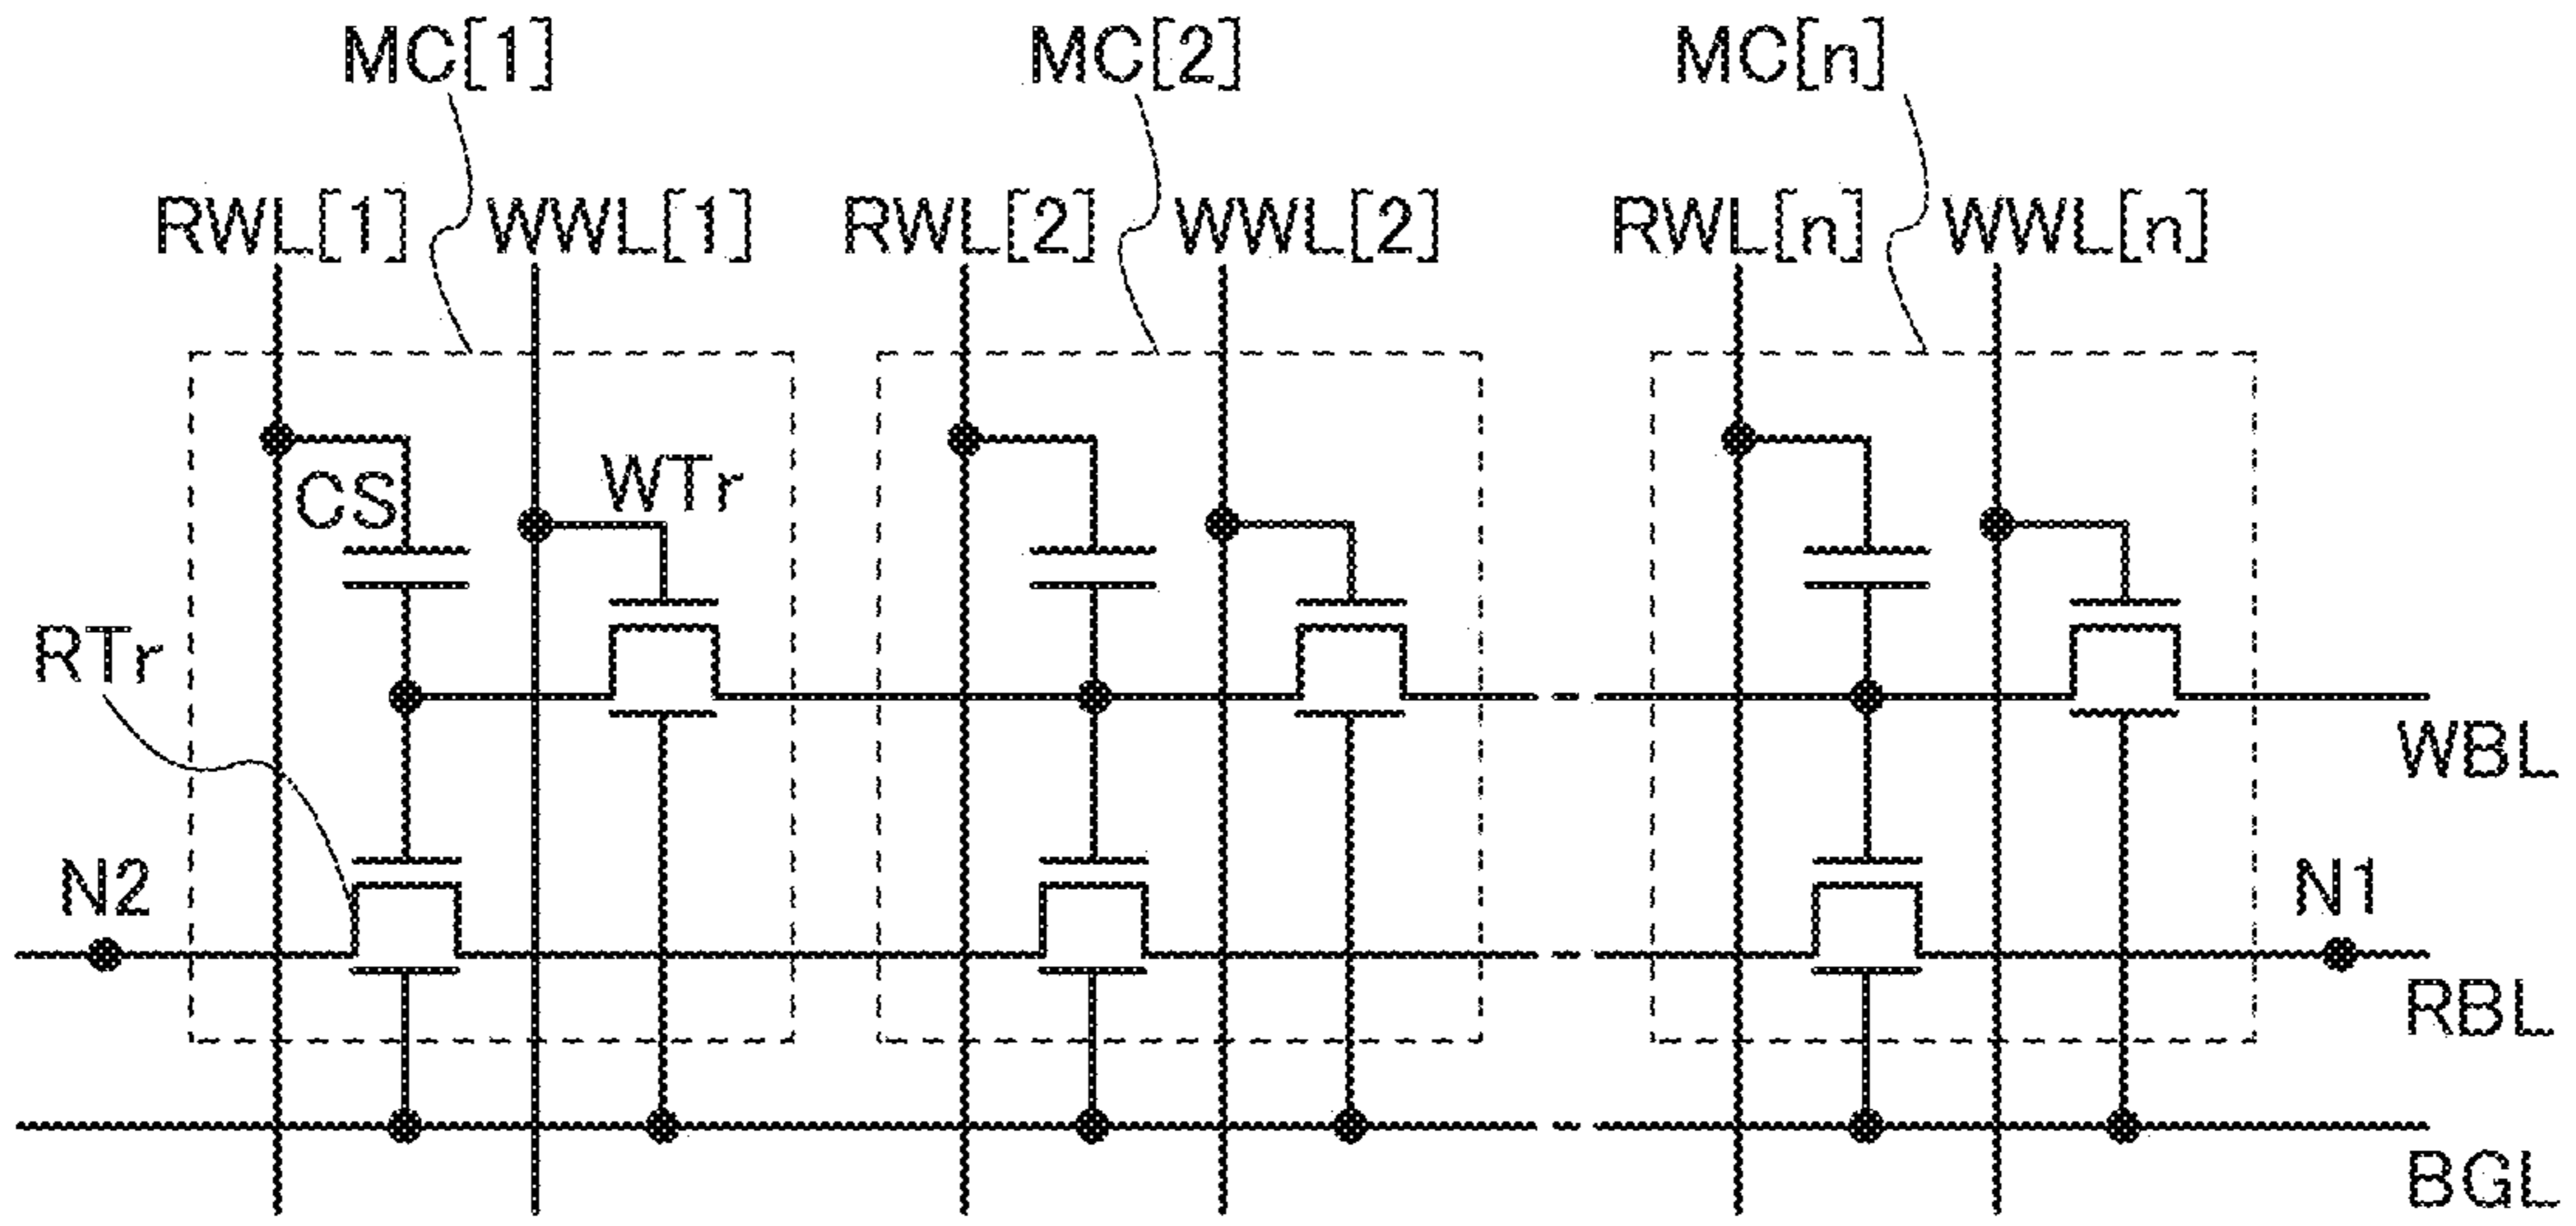 MC[1] MC[2] MC[n]
RWL[1] WWL[1] RWL[2] WWL[2] RWL[n] WWL[n]
CS WTr
RTr
WBL
N2 N1
RBL
BGL